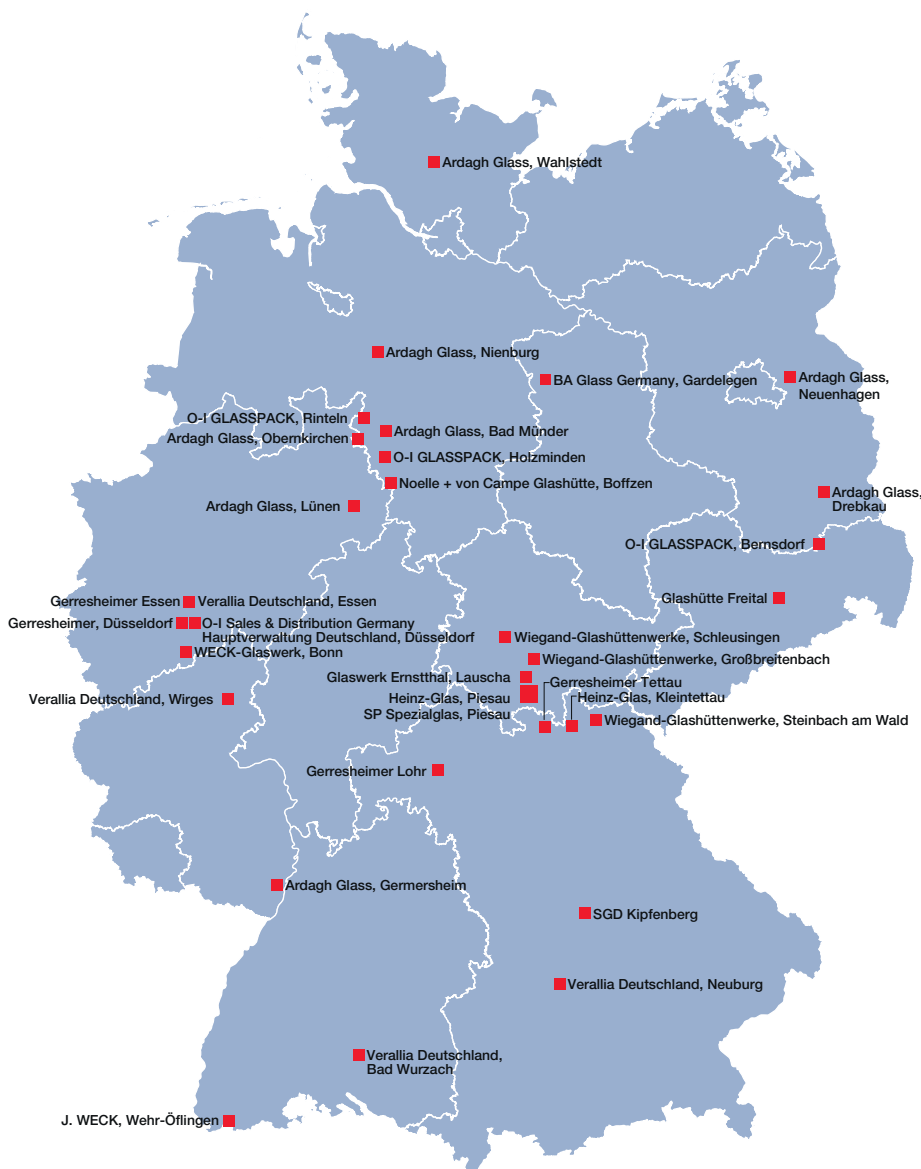 Ardagh Glass, Wahlstedt
Ardagh Glass, Nienburg
BA Glass Germany, Gardelegen
Ardagh Glass,
Neuenhagen
O-I GLASSPACK, Rinteln
Ardagh Glass, Obernkirchen
Ardagh Glass, Bad Münder
O-I GLASSPACK, Holzminden
Noelle + von Campe Glashütte, Boffzen
Ardagh Glass, Lünen
Ardagh Glass,
Drebkau
O-I GLASSPACK, Bernsdorf
Glashütte Freital
Gerresheimer Essen
Verallia Deutschland, Essen
Gerresheimer, Düsseldorf
O-I Sales & Distribution Germany
Hauptverwaltung Deutschland, Düsseldorf
WECK-Glaswerk, Bonn
Verallia Deutschland, Wirges
Wiegand-Glashüttenwerke, Schleusingen
Wiegand-Glashüttenwerke, Großbreitenbach
Glaswerk Ernstthal, Lauscha
Gerresheimer Tettau
Heinz-Glas, Piesau
Heinz-Glas, Kleintettau
SP Spezialglas, Piesau
Wiegand-Glashüttenwerke, Steinbach am Wald
Gerresheimer Lohr
Ardagh Glass, Germersheim
SGD Kipfenberg
Verallia Deutschland, Neuburg
Verallia Deutschland,
Bad Wurzach
J. WECK, Wehr-Öflingen